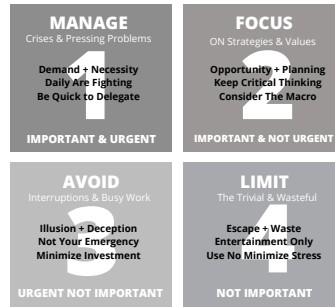 MANAGE
Crises & Pressing Problems
1
Demand + Necessity
Daily Are Fighting
Be Quick to Delegate
IMPORTANT & URGENT
FOCUS
ON Strategies & Values
2
Opportunity + Planning
Keep Critical Thinking
Consider The Macro
IMPORTANT & NOT URGENT
AVOID
Interruptions & Busy Work
3
Illusion + Deception
Not Your Emergency
Minimize Investment
URGENT NOT IMPORTANT
LIMIT
The Trivial & Wasteful
4
Escape + Waste
Entertainment Only
Use No Minimize Stress
NOT IMPORTANT